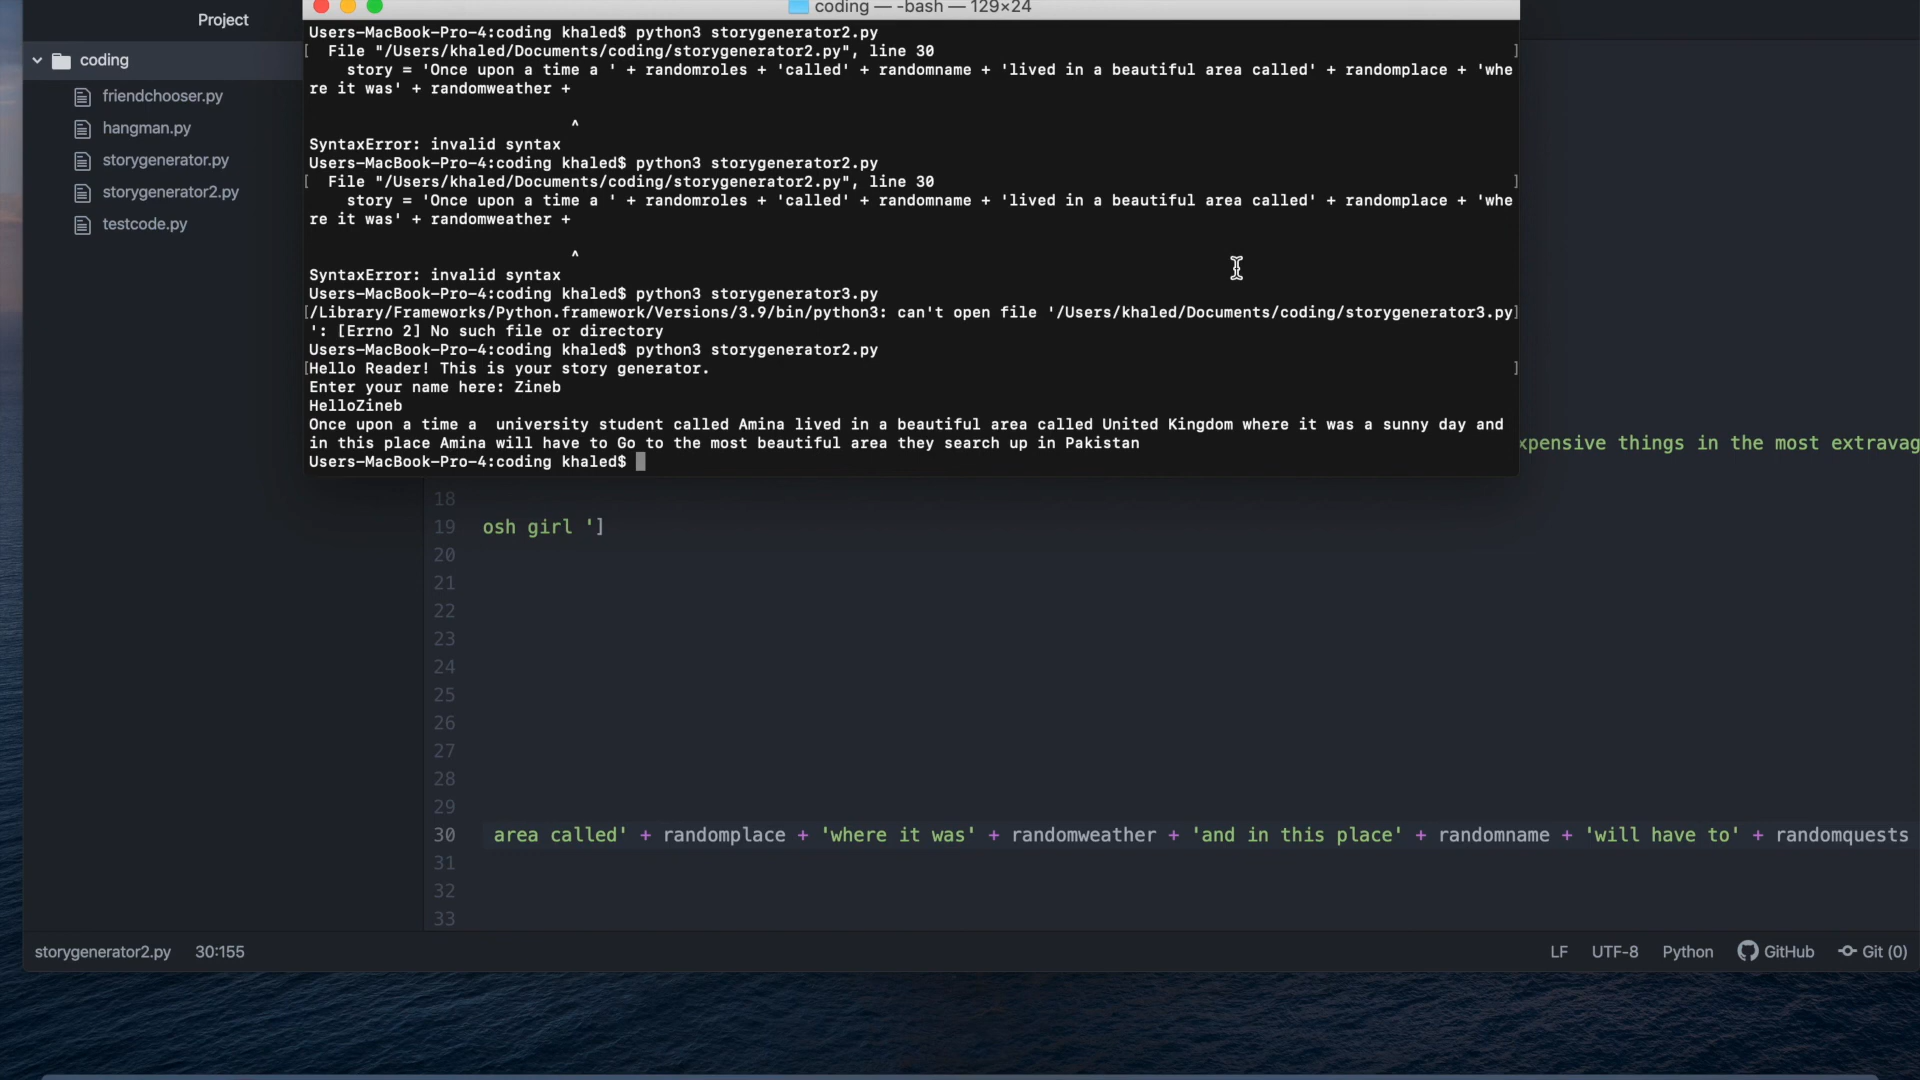 Project
coding
friendchooser.py
hangman.py
storygenerator.py
storygenerator2.py
testcode.py
coding — -bash — 129×24
Users-MacBook-Pro-4:coding khaled$ python3 storygenerator2.py
[  File "/Users/khaled/Documents/coding/storygenerator2.py", line 30 ]
story = 'Once upon a time a ' + randomroles + 'called' + randomname + 'lived in a beautiful area called' + randomplace + 'whe
re it was' + randomweather +
^
SyntaxError: invalid syntax
Users-MacBook-Pro-4:coding khaled$ python3 storygenerator2.py
[  File "/Users/khaled/Documents/coding/storygenerator2.py", line 30 ]
story = 'Once upon a time a ' + randomroles + 'called' + randomname + 'lived in a beautiful area called' + randomplace + 'whe
re it was' + randomweather +
^
SyntaxError: invalid syntax
Users-MacBook-Pro-4:coding khaled$ python3 storygenerator3.py
[/Library/Frameworks/Python.framework/Versions/3.9/bin/python3: can't open file '/Users/khaled/Documents/coding/storygenerator3.py]
': [Errno 2] No such file or directory
Users-MacBook-Pro-4:coding khaled$ python3 storygenerator2.py
[Hello Reader! This is your story generator. ]
Enter your name here: Zineb
HelloZineb
Once upon a time a  university student called Amina lived in a beautiful area called United Kingdom where it was a sunny day and
in this place Amina will have to Go to the most beautiful area they search up in Pakistan
Users-MacBook-Pro-4:coding khaled$
xpensive things in the most extravag
18
19 osh girl ']
20
21
22
23
24
25
26
27
28
29
30 area called' + randomplace + 'where it was' + randomweather + 'and in this place' + randomname + 'will have to' + randomquests
31
32
33
storygenerator2.py 30:155 LF UTF-8 Python GitHub Git (0)